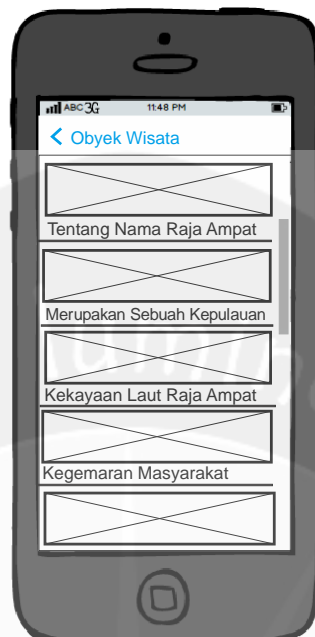 ABC 3G 11:48 PM
Obyek Wisata
Tentang Nama Raja Ampat
Merupakan Sebuah Kepulauan
Kekayaan Laut Raja Ampat
Kegemaran Masyarakat